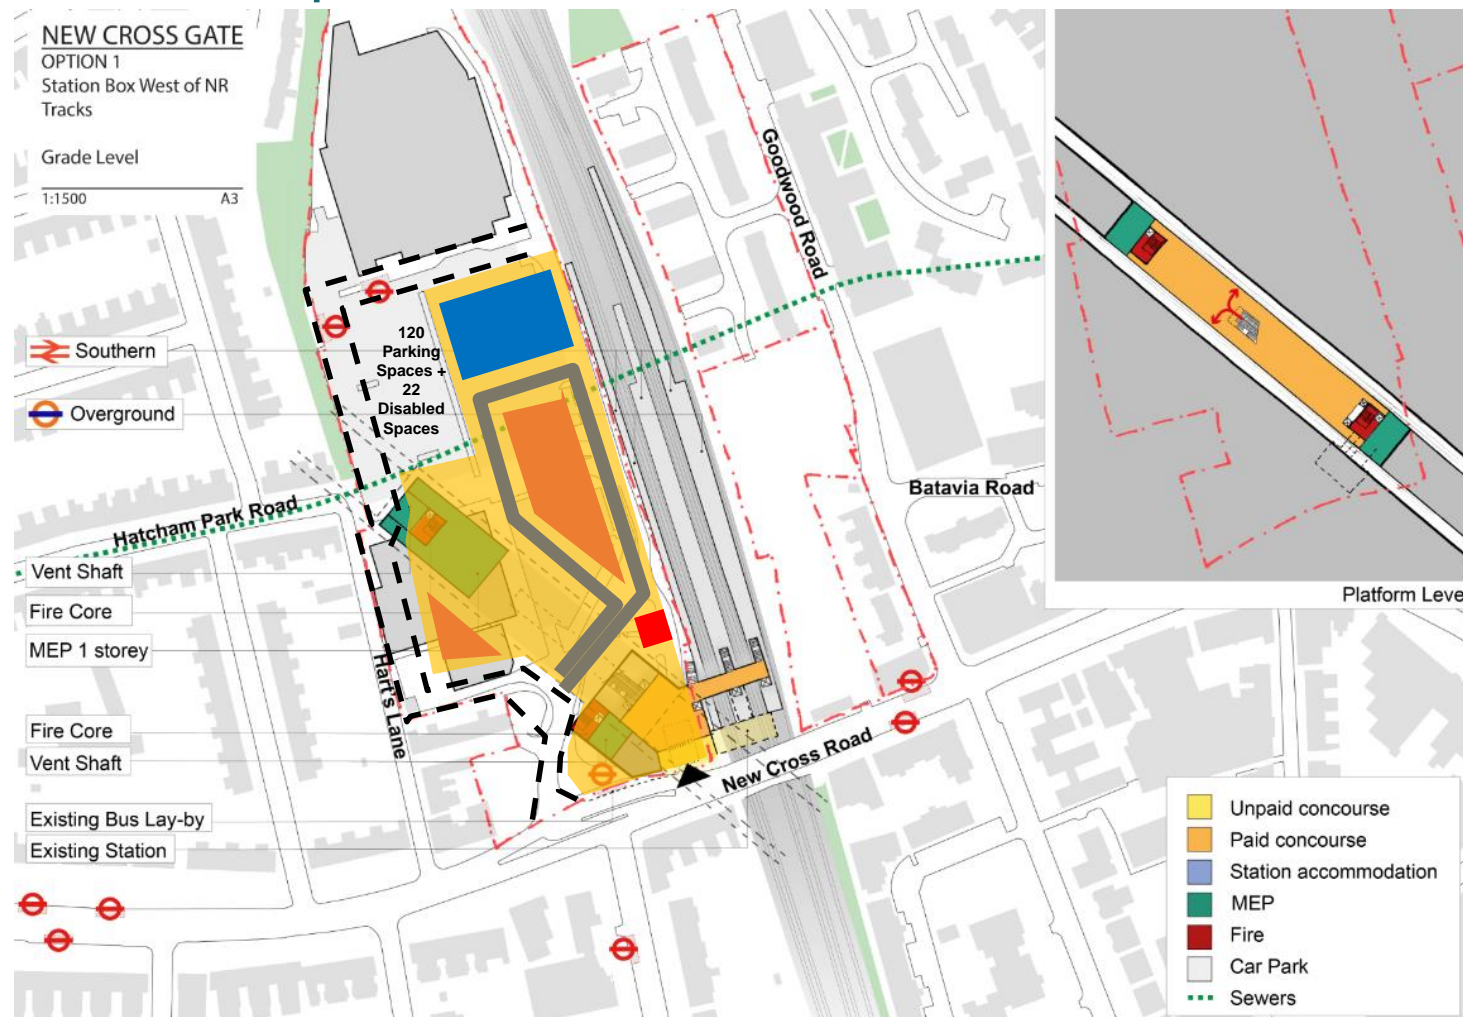 NEW CROSS GATE
OPTION 1
Station Box West of NR
Tracks
Grade Level
1:1500 A3
Southern
Overground
120
Parking
Spaces +
22
Disabled
Spaces
Goodwood Road
Batavia Road
Hatcham Park Road
Hart's Lane
New Cross Road
Vent Shaft
Fire Core
MEP 1 storey
Fire Core
Vent Shaft
Existing Bus Lay-by
Existing Station
Platform Leve
Unpaid concourse
Paid concourse
Station accommodation
MEP
Fire
Car Park
Sewers